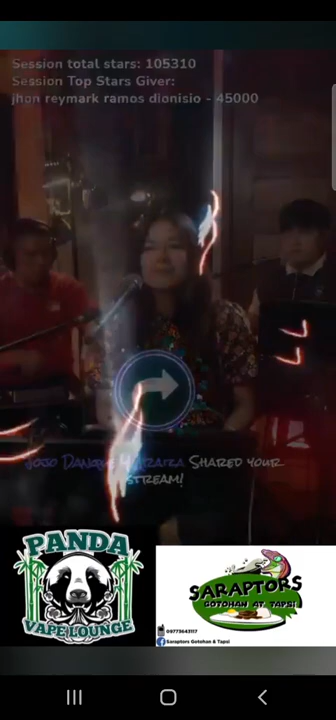 Session total stars: 105310
Session Top Stars Giver:
jhon reymark ramos dionisio - 45000
Shared your
stream!
PANDA
VAPE LOUNGE
SARAPTORS
GOTOHAN AT TAPSI
09773643117
Saraptors Gotohan & Tapsi